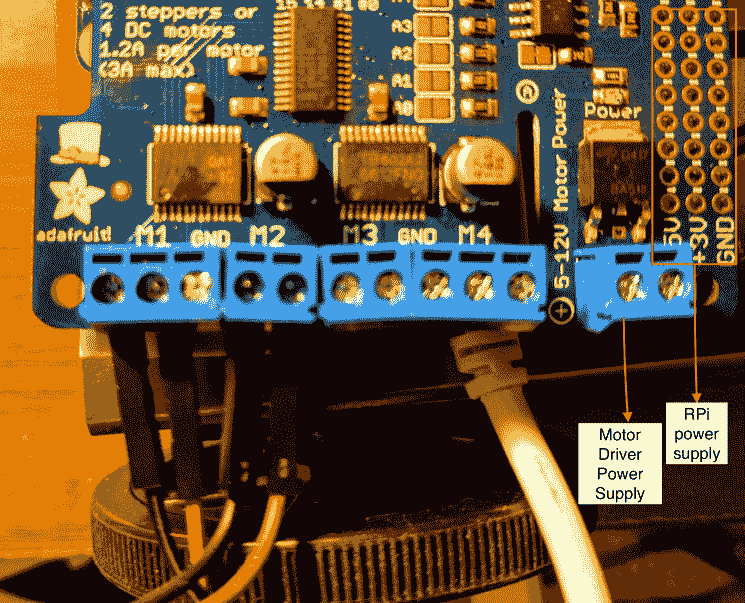 2 steppers or
4 DC motors
1.2A per motor
(3A max)
A3
A2
A1
A0
Power
adafruit!
M1 GND M2
M3 GND M4
5-12V Motor Power
5V
+3V
GND
Motor
Driver
Power
Supply
RPi
power
supply